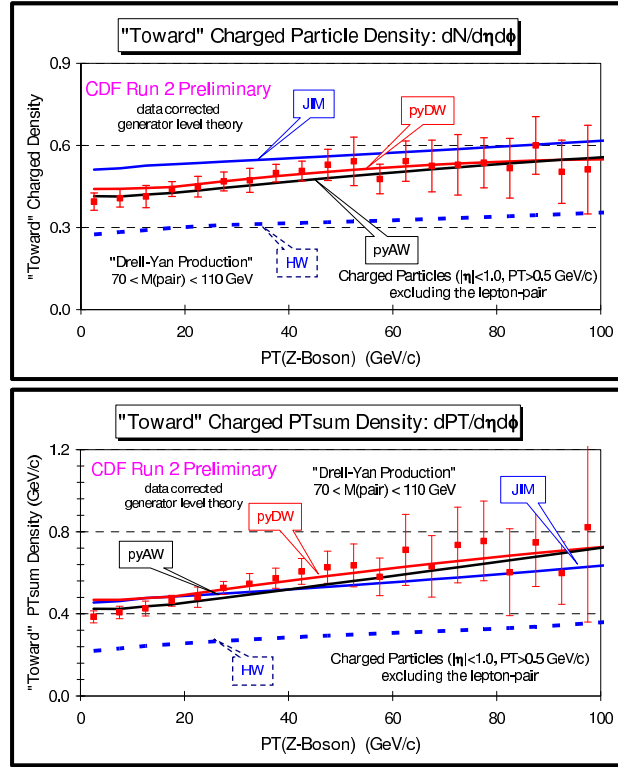 "Toward" Charged Particle Density: dN/dηdϕ
CDF Run 2 Preliminary
data corrected
generator level theory
JIM
pyDW
"Toward" Charged Density
0.9
0.6
0.3
0.0
"Drell-Yan Production"
70 < M(pair) < 110 GeV
HW
pyAW
Charged Particles (|η|<1.0, PT>0.5 GeV/c)
excluding the lepton-pair
0 20 40 60 80 100
PT(Z-Boson) (GeV/c)
"Toward" Charged PTsum Density: dPT/dηdϕ
CDF Run 2 Preliminary
data corrected
generator level theory
"Drell-Yan Production"
70 < M(pair) < 110 GeV
JIM
pyDW
pyAW
"Toward" PTsum Density (GeV/c)
1.2
0.8
0.4
0.0
HW
Charged Particles (|η|<1.0, PT>0.5 GeV/c)
excluding the lepton-pair
0 20 40 60 80 100
PT(Z-Boson) (GeV/c)